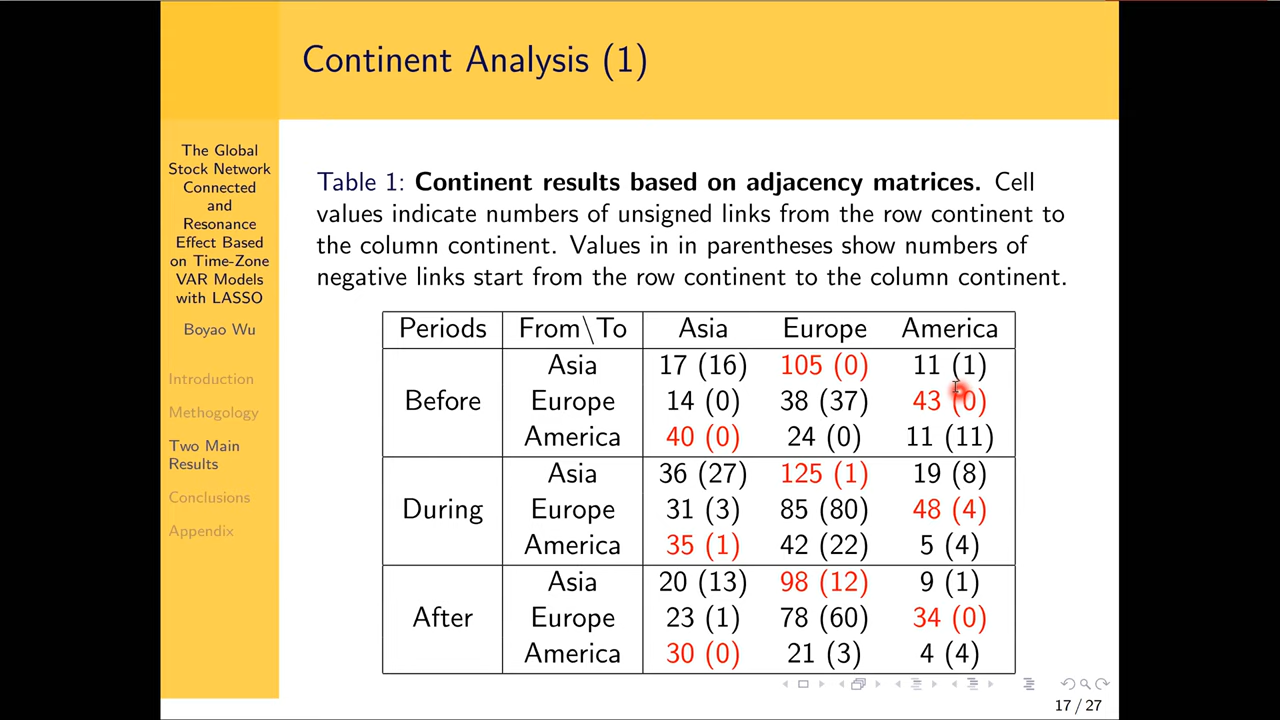 Continent Analysis (1)
The Global
Stock Network
Connected
and
Resonance
Effect Based
on Time-Zone
VAR Models
with LASSO
Boyao Wu
Introduction
Methogology
Two Main
Results
Conclusions
Appendix
Table 1: Continent results based on adjacency matrices. Cell
values indicate numbers of unsigned links from the row continent to
the column continent. Values in in parentheses show numbers of
negative links start from the row continent to the column continent.
Periods From\To Asia Europe America
Before
Asia 17 (16) 105 (0) 11 (1)
Europe 14 (0) 38 (37) 43 (0)
America 40 (0) 24 (0) 11 (11)
During
Asia 36 (27) 125 (1) 19 (8)
Europe 31 (3) 85 (80) 48 (4)
America 35 (1) 42 (22) 5 (4)
After
Asia 20 (13) 98 (12) 9 (1)
Europe 23 (1) 78 (60) 34 (0)
America 30 (0) 21 (3) 4 (4)
17 / 27